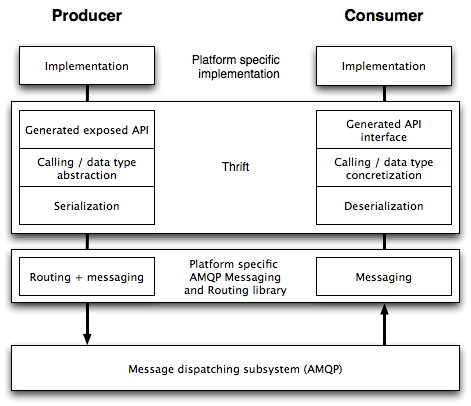 Producer
Consumer
Implementation
Platform specific
implementation
Implementation
Generated exposed API
Calling / data type
abstraction
Serialization
Thrift
Generated API
interface
Calling / data type
concretization
Deserialization
Routing + messaging
Platform specific
AMQP Messaging
and Routing library
Messaging
Message dispatching subsystem (AMQP)